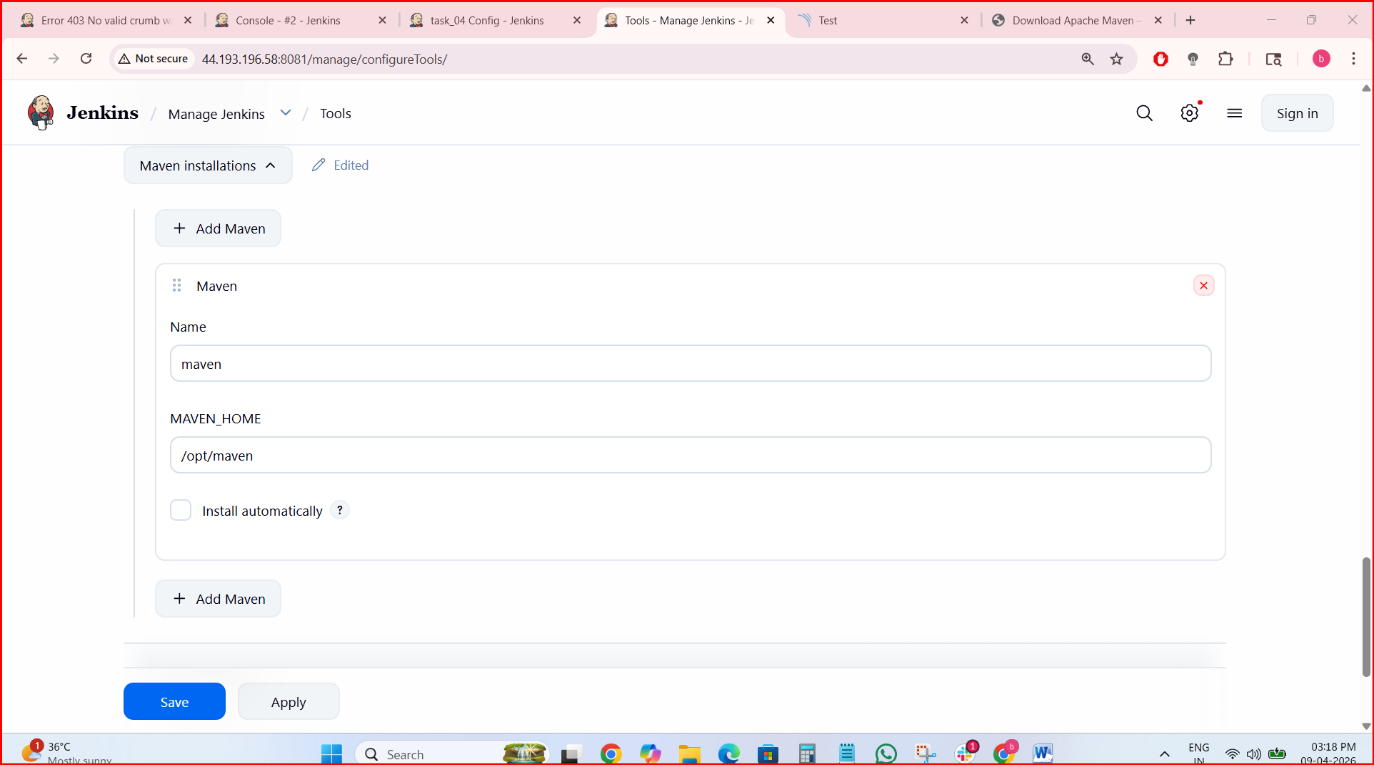 Error 403 No valid crumb w
Console - #2 - Jenkins
task_04 Config - Jenkins
Tools - Manage Jenkins - Je
Test
Download Apache Maven –
Not secure
44.193.196.58:8081/manage/configureTools/
b
Jenkins / Manage Jenkins / Tools
Sign in
Maven installations
Edited
+ Add Maven
Maven
Name
maven
MAVEN_HOME
/opt/maven
Install automatically ?
+ Add Maven
Save
Apply
1
36°C
Mostly sunny
Search
1
b
ENG
IN
03:18 PM
09-04-2026